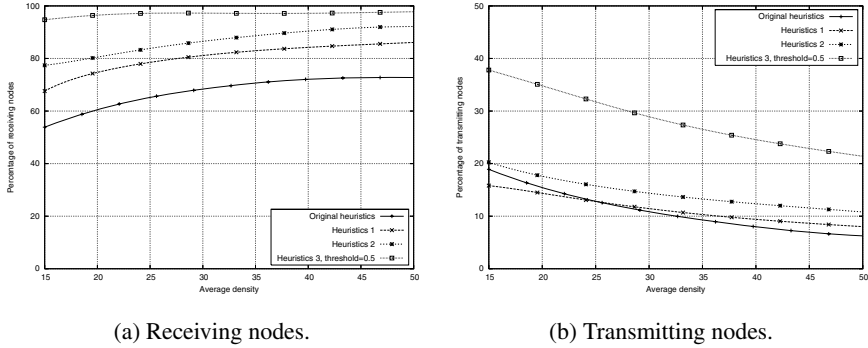 100
80
60
40
20
0
15 20 25 30 35 40 45 50
Percentage of receiving nodes
Average density
Original heuristics
Heuristics 1
Heuristics 2
Heuristics 3, threshold=0.5
(a) Receiving nodes.
50
40
30
20
10
0
15 20 25 30 35 40 45 50
Percentage of transmitting nodes
Average density
Original heuristics
Heuristics 1
Heuristics 2
Heuristics 3, threshold=0.5
(b) Transmitting nodes.